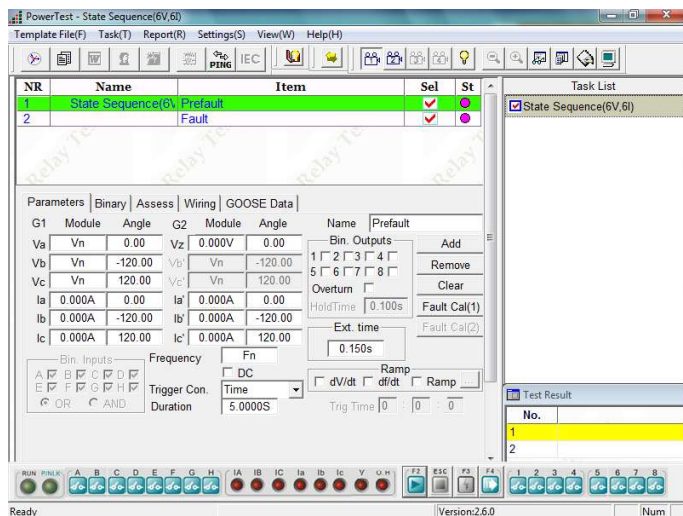 PowerTest - State Sequence(6V,6I)
Template File(F) Task(T) Report(R) Settings(S) View(W) Help(H)
PING IEC
NR Name Item Sel St
1 State Sequence(6V Prefault
2 Fault
Relay Test
Task List
State Sequence(6V,6I)
Parameters Binary Assess Wiring GOOSE Data
G1 Module Angle G2 Module Angle Name Prefault
Va Vn 0.00 Vz 0.000V 0.00
Vb Vn -120.00 Vb' Vn -120.00
Vc Vn 120.00 Vc' Vn 120.00
Ia 0.000A 0.00 Ia' 0.000A 0.00
Ib 0.000A -120.00 Ib' 0.000A -120.00
Ic 0.000A 120.00 Ic' 0.000A 120.00
Bin. Outputs
1 2 3 4
5 6 7 8
Overturn
HoldTime 0.100s
Ext. time
0.150s
Add
Remove
Clear
Fault Cal(1)
Fault Cal(2)
Bin. Inputs
A B C D
E F G H
OR AND
Frequency Fn
DC
Trigger Con. Time
Duration 5.0000S
Ramp
dV/dt df/dt Ramp ...
Trig Time 0 : 0 : 0
Test Result
No.
1
2
RUN P/NLK A B C D E F G H IA IB IC Ia Ib Ic V O.H F2 ESC F3 F4 1 2 3 4 5 6 7 8
Ready Version:2.6.0 Num